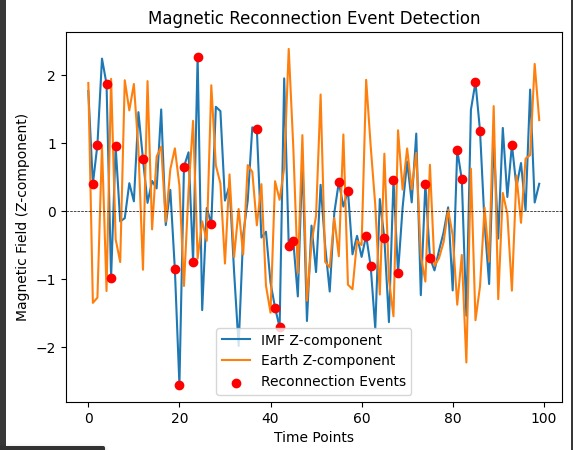 Magnetic Reconnection Event Detection
Magnetic Field (Z-component)
2
1
0
−1
−2
IMF Z-component
Earth Z-component
Reconnection Events
0 20 40 60 80 100
Time Points